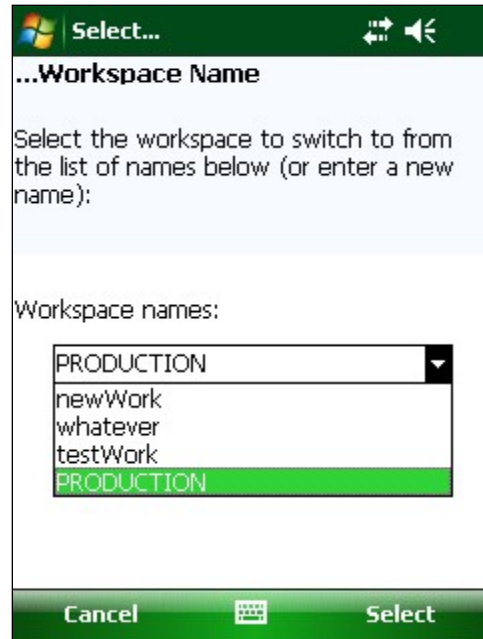 Select...
...Workspace Name
Select the workspace to switch to from
the list of names below (or enter a new
name):
Workspace names:
PRODUCTION
newWork
whatever
testWork
PRODUCTION
Cancel Select